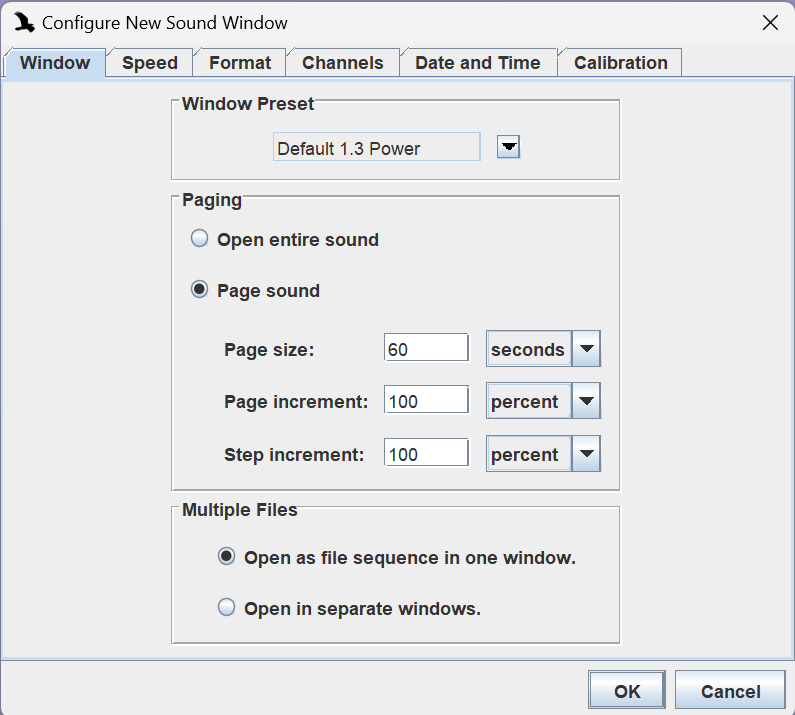 Configure New Sound Window
Window Speed Format Channels Date and Time Calibration
Window Preset
Default 1.3 Power
Paging
Open entire sound
Page sound
Page size: 60 seconds
Page increment: 100 percent
Step increment: 100 percent
Multiple Files
Open as file sequence in one window.
Open in separate windows.
OK Cancel